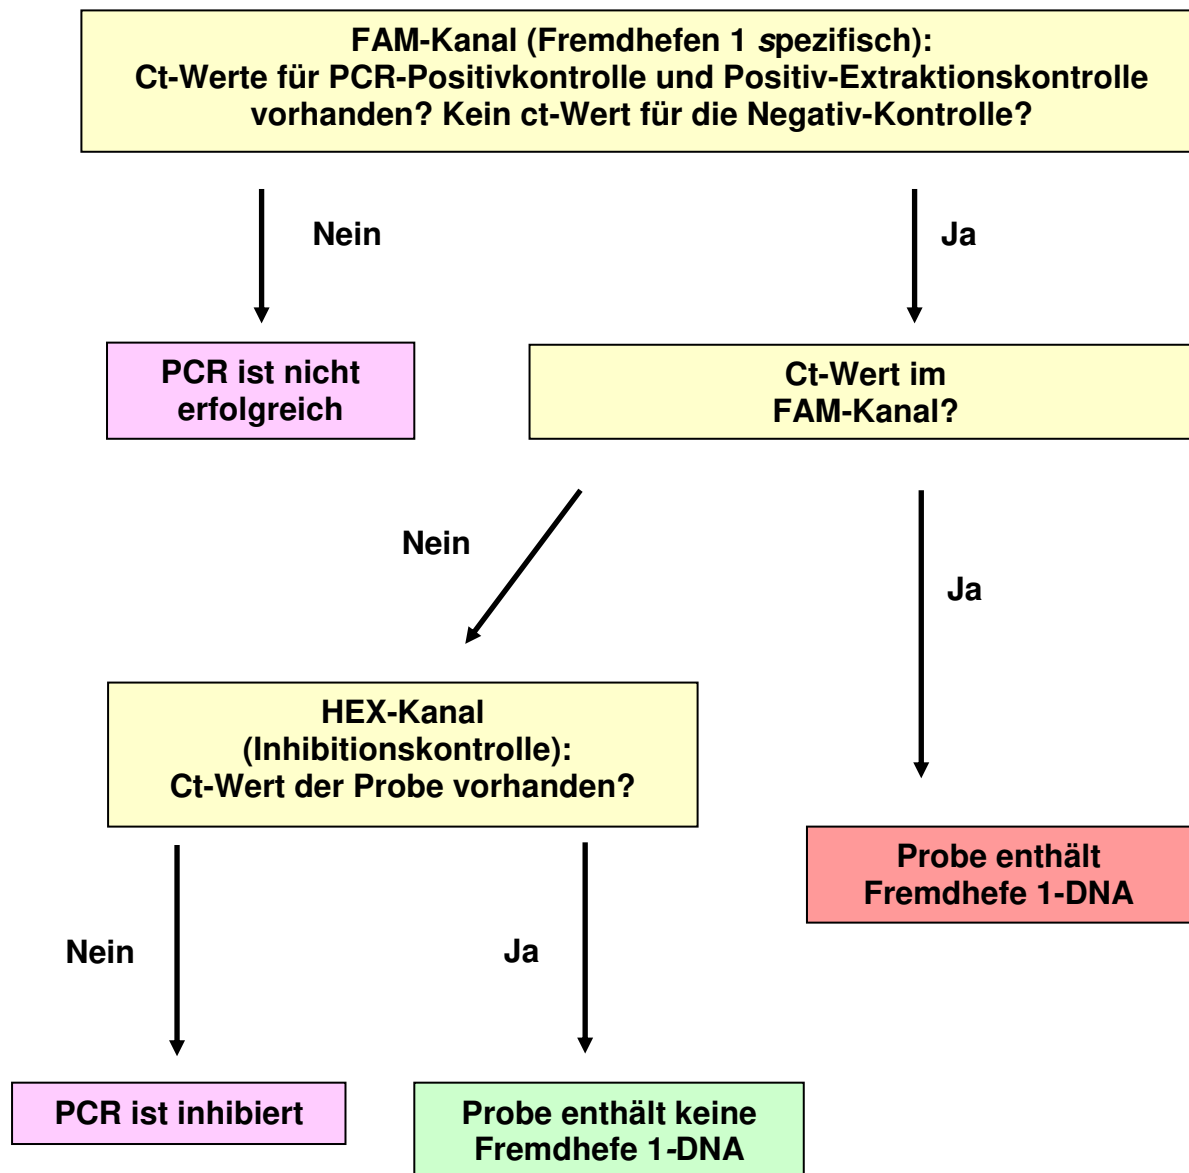 FAM-Kanal (Fremdhefen 1 spezifisch):
Ct-Werte für PCR-Positivkontrolle und Positiv-Extraktionskontrolle
vorhanden? Kein ct-Wert für die Negativ-Kontrolle?
Nein
Ja
PCR ist nicht
erfolgreich
Ct-Wert im
FAM-Kanal?
Nein
Ja
HEX-Kanal
(Inhibitionskontrolle):
Ct-Wert der Probe vorhanden?
Probe enthält
Fremdhefe 1-DNA
Nein
Ja
PCR ist inhibiert
Probe enthält keine
Fremdhefe 1-DNA